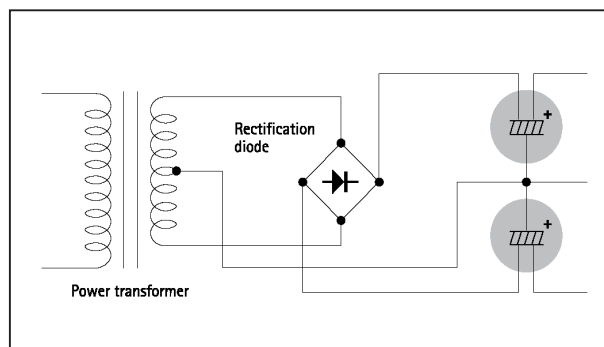 Rectification
diode
+
+
Power transformer